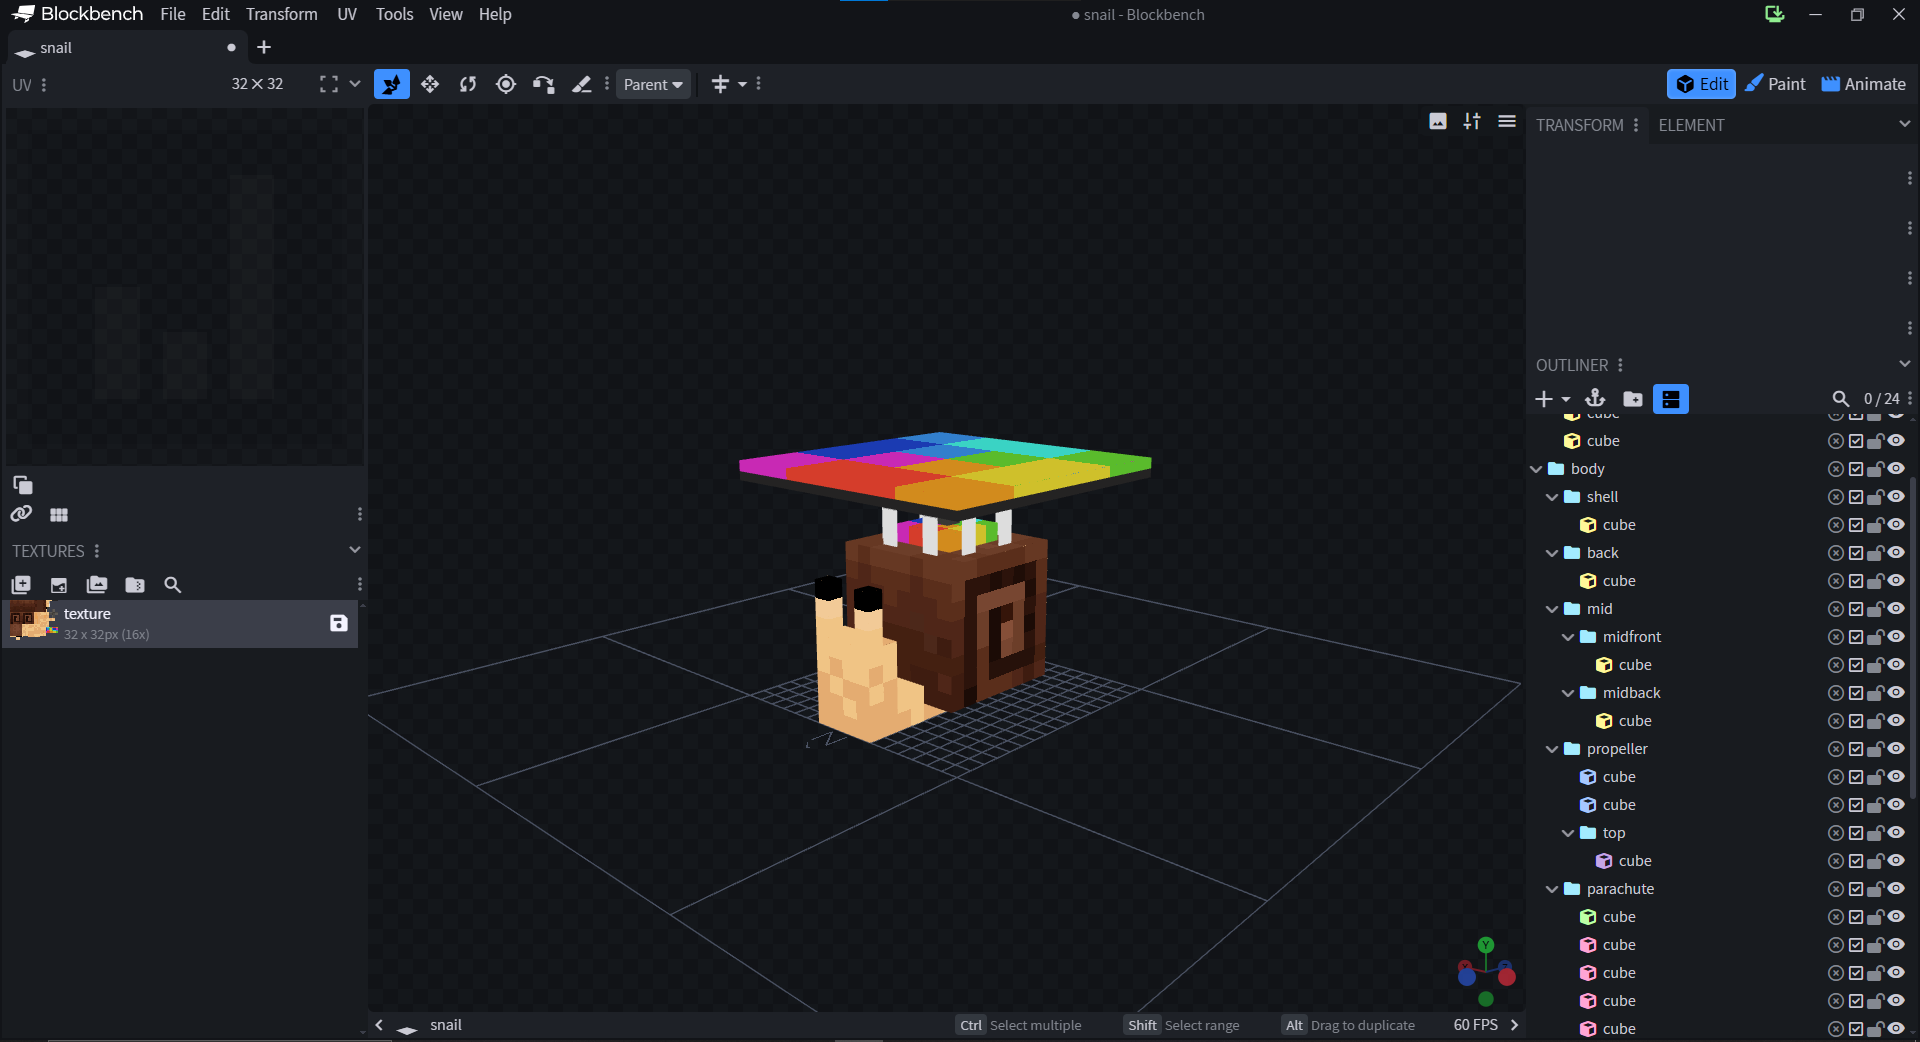 Blockbench File Edit Transform UV Tools View Help
● snail - Blockbench
snail
UV
32×32
Parent
Edit
Paint
Animate
TRANSFORM
ELEMENT
OUTLINER
0 / 24
cube
cube
body
shell
cube
back
cube
mid
midfront
cube
midback
cube
propeller
cube
cube
top
cube
parachute
cube
cube
cube
cube
cube
TEXTURES
texture
32 x 32px (16x)
Y
snail
Ctrl Select multiple
Shift Select range
Alt Drag to duplicate
60 FPS